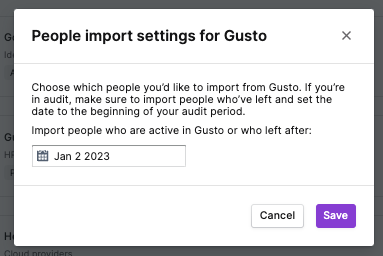 People import settings for Gusto
Choose which people you'd like to import from Gusto. If you're
in audit, make sure to import people who've left and set the
date to the beginning of your audit period.
Import people who are active in Gusto or who left after:
Jan 2 2023
Cancel
Save
Cloud providers